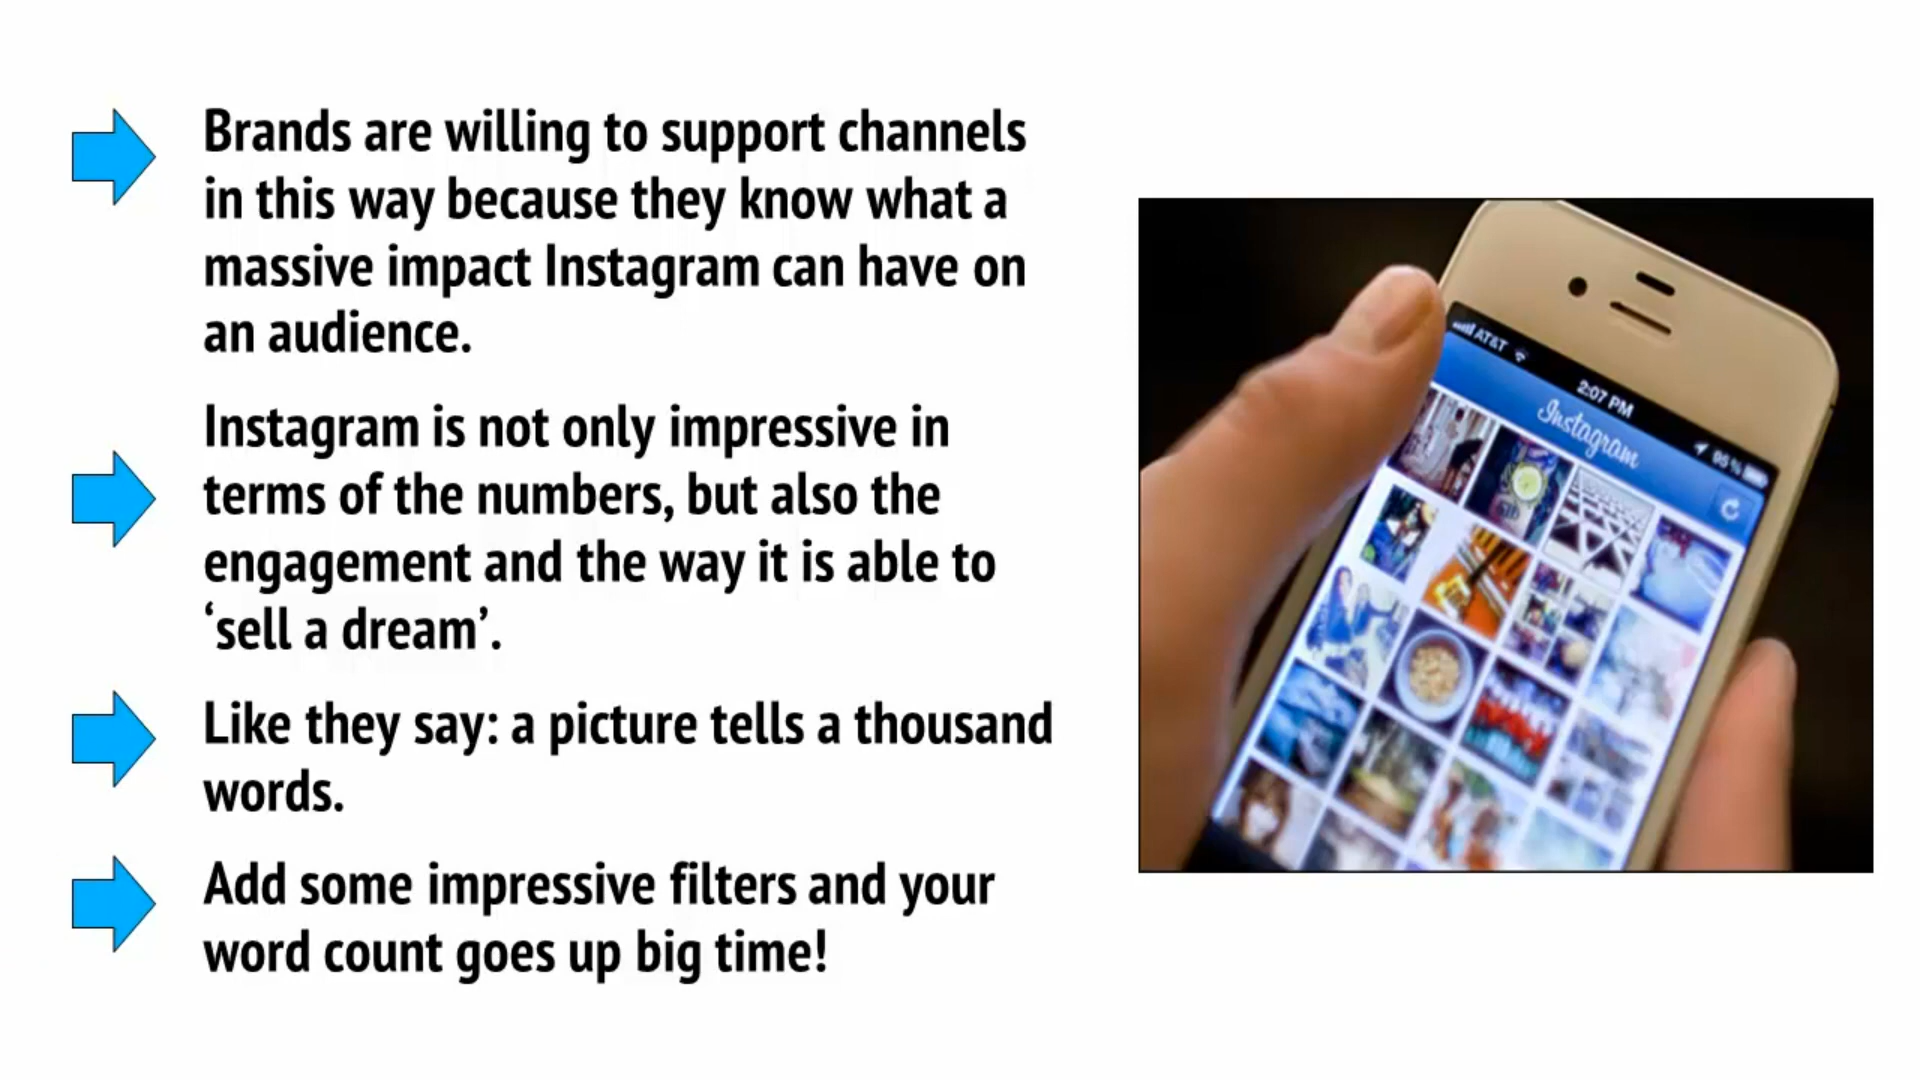 Brands are willing to support channels
in this way because they know what a
massive impact Instagram can have on
an audience.
Instagram is not only impressive in
terms of the numbers, but also the
engagement and the way it is able to
‘sell a dream’.
Like they say: a picture tells a thousand
words.
Add some impressive filters and your
word count goes up big time!
AT&T
2:07 PM
95%
Instagram